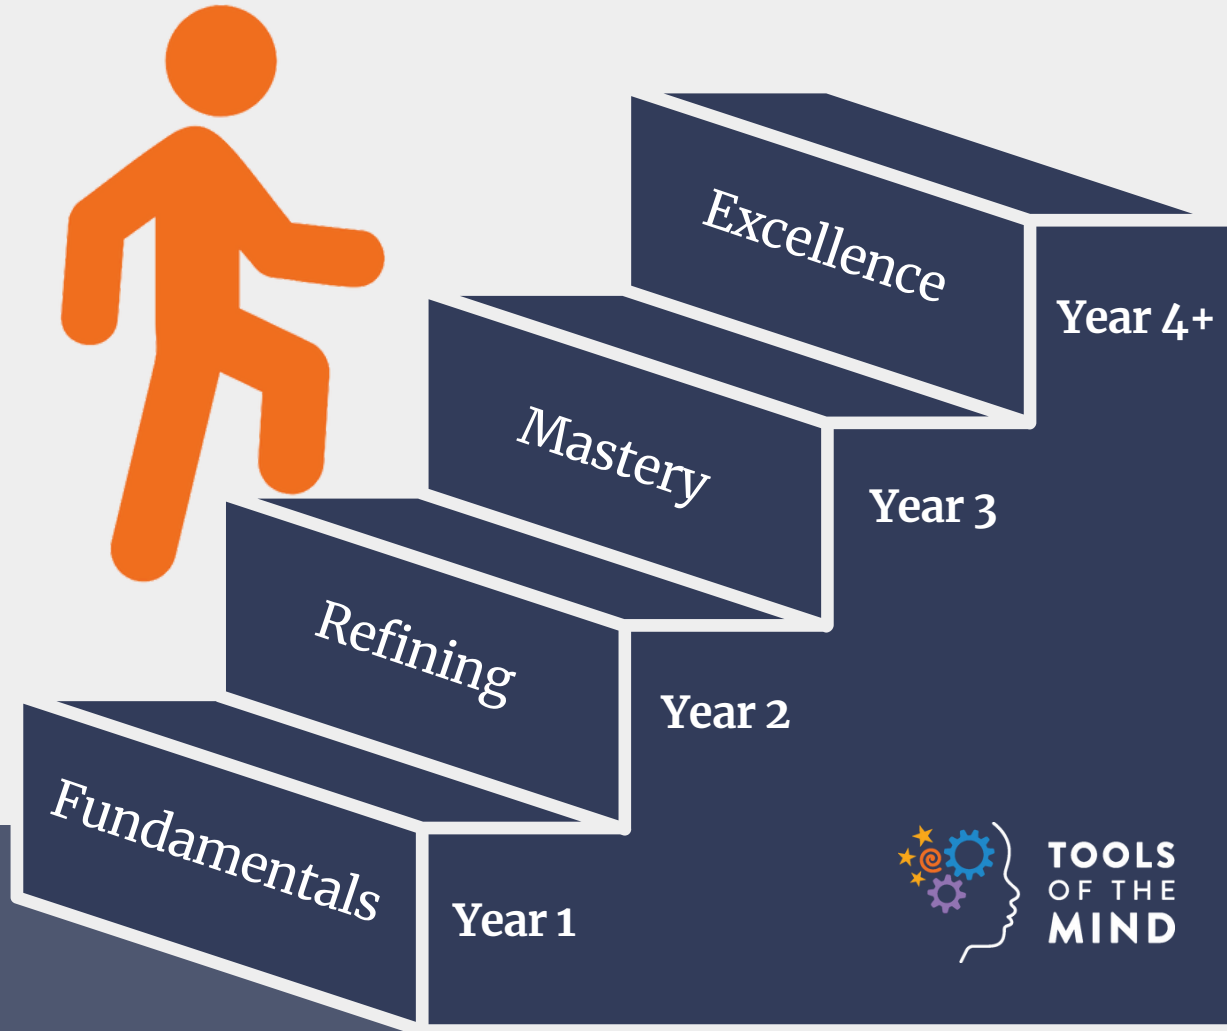 Excellence
Year 4+
Mastery
Year 3
Refining
Year 2
Fundamentals
Year 1
TOOLS
OF THE
MIND